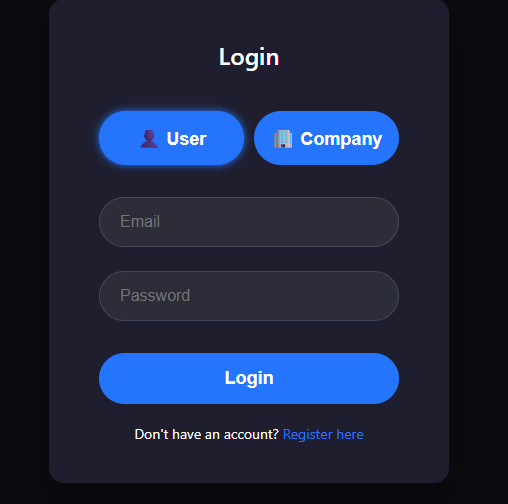 Login
User
Company
Email
Password
Login
Don't have an account? Register here